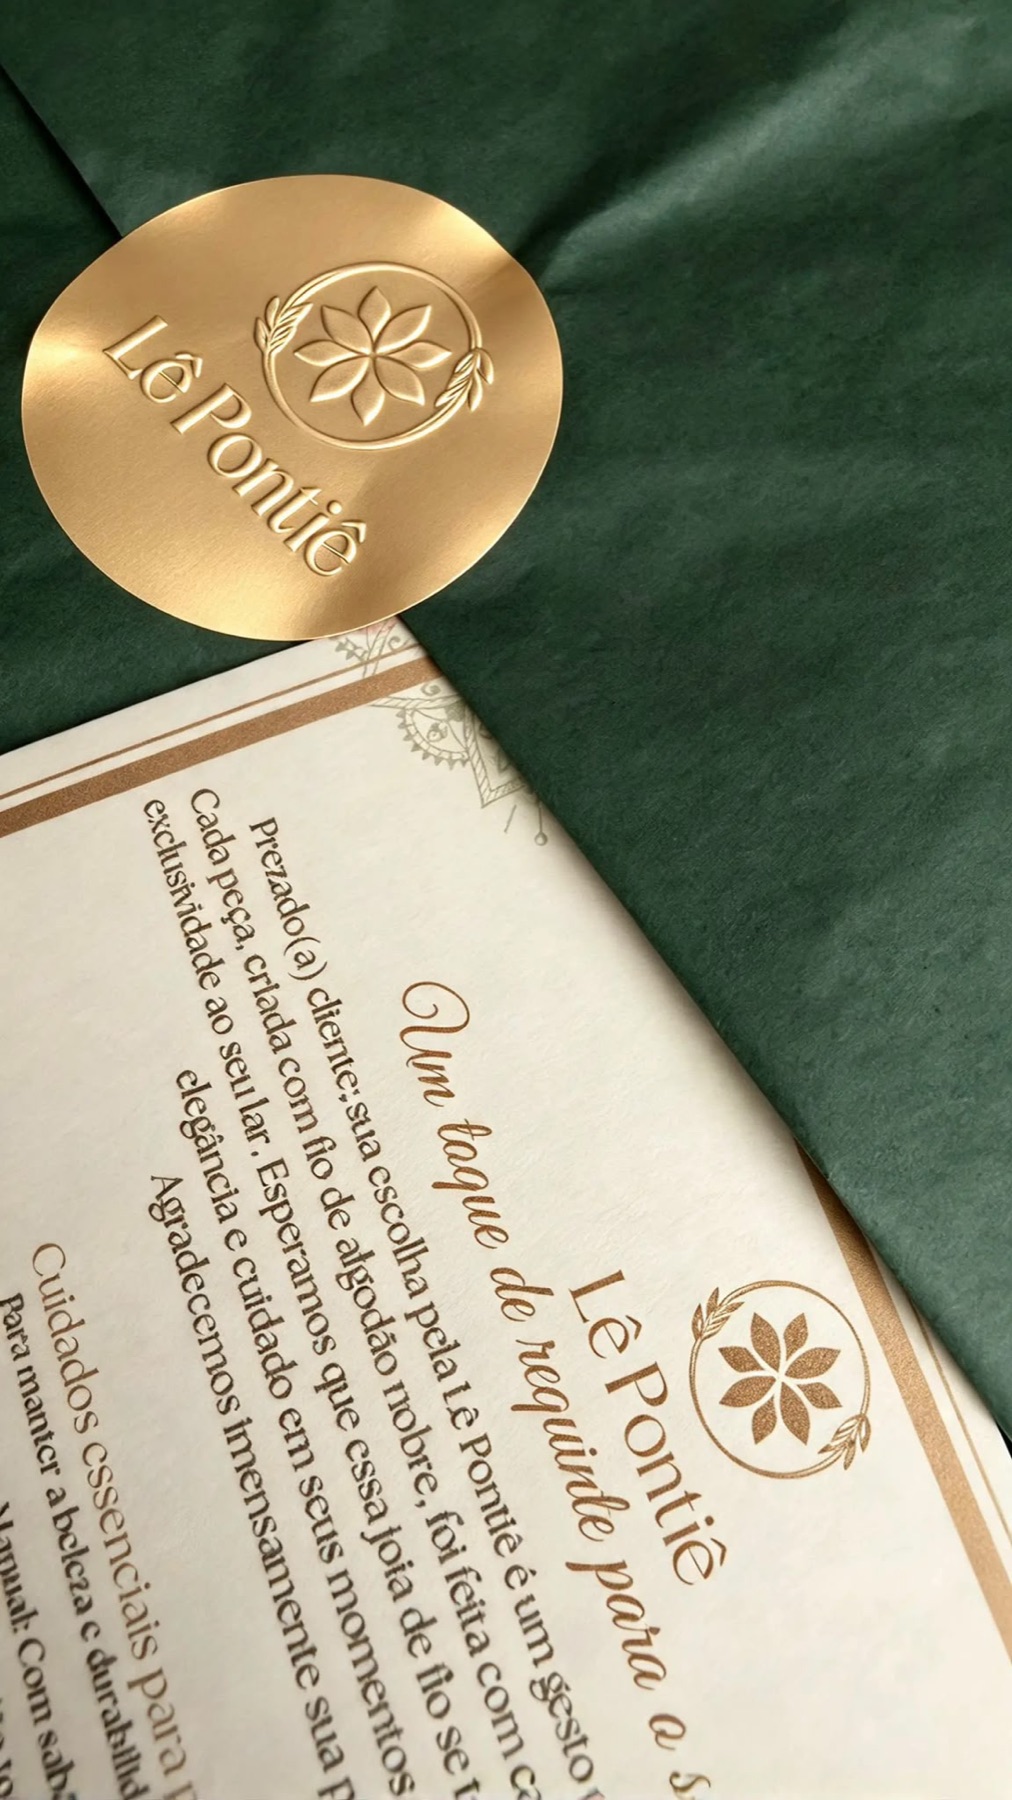 Lê Pontiê
Lê Pontiê
Um toque de requinte para a
Prezado(a) cliente; sua escolha pela Lê Pontiê é um gesto
Cada peça, criada com fio de algodão nobre, foi feita com
exclusividade ao seu lar. Esperamos que essa joia de fio se
elegância e cuidado em seus momentos
Agradecemos imensamente sua
Cuidados essenciais para
Para manter a beleza e
Manual: Com